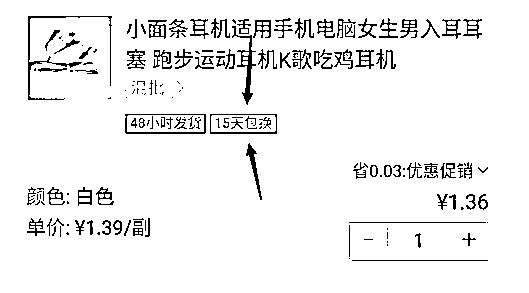 小面条耳机适用手机电脑女生男入耳耳
塞 跑步运动耳机K歌吃鸡耳机
混批
48小时发货 15天包换
省0.03:优惠促销
颜色: 白色
¥1.36
单价: ¥1.39/副
- 1 +